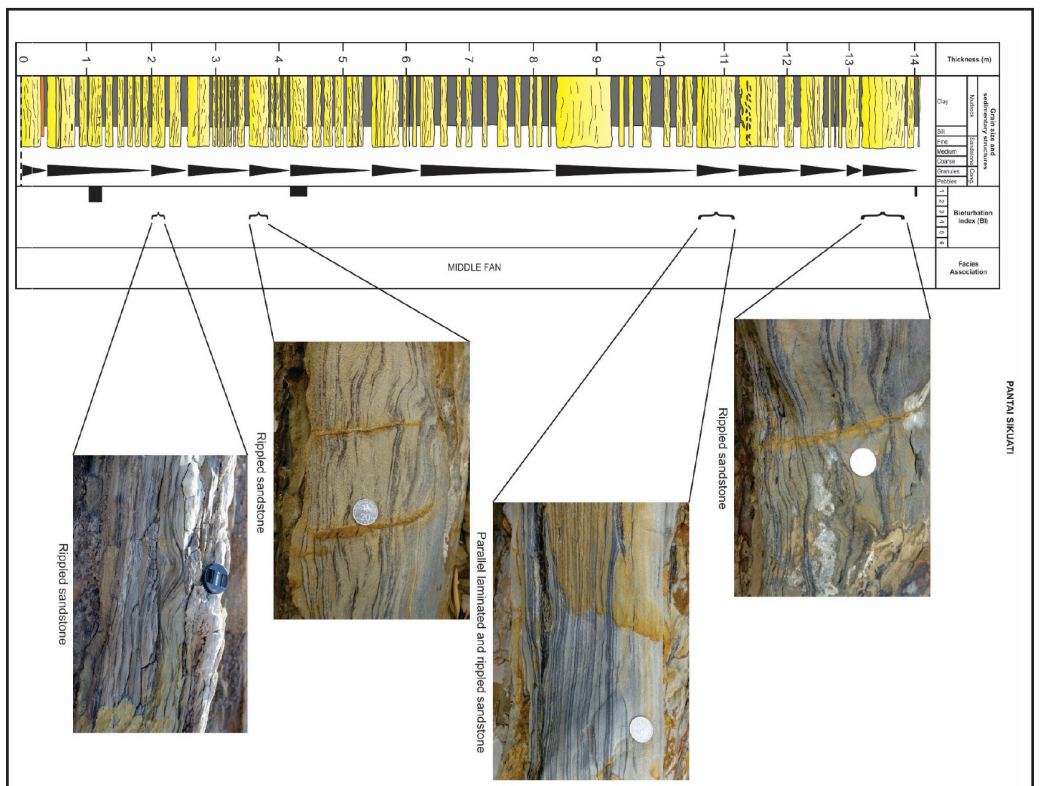 PANTAI SIKUATI
Thickness (m)
0
1
2
3
4
5
6
7
8
9
10
11
12
13
14
Grain size and
sedimentary structures
Mudrock
Sandstone
Cong.
Clay
Silt
Fine
Medium
Coarse
Granules
Pebbles
Bioturbation
Index (BI)
1
2
3
4
5
6
Facies
Association
MIDDLE FAN
Rippled sandstone
Rippled sandstone
Parallel laminated and rippled sandstone
Rippled sandstone